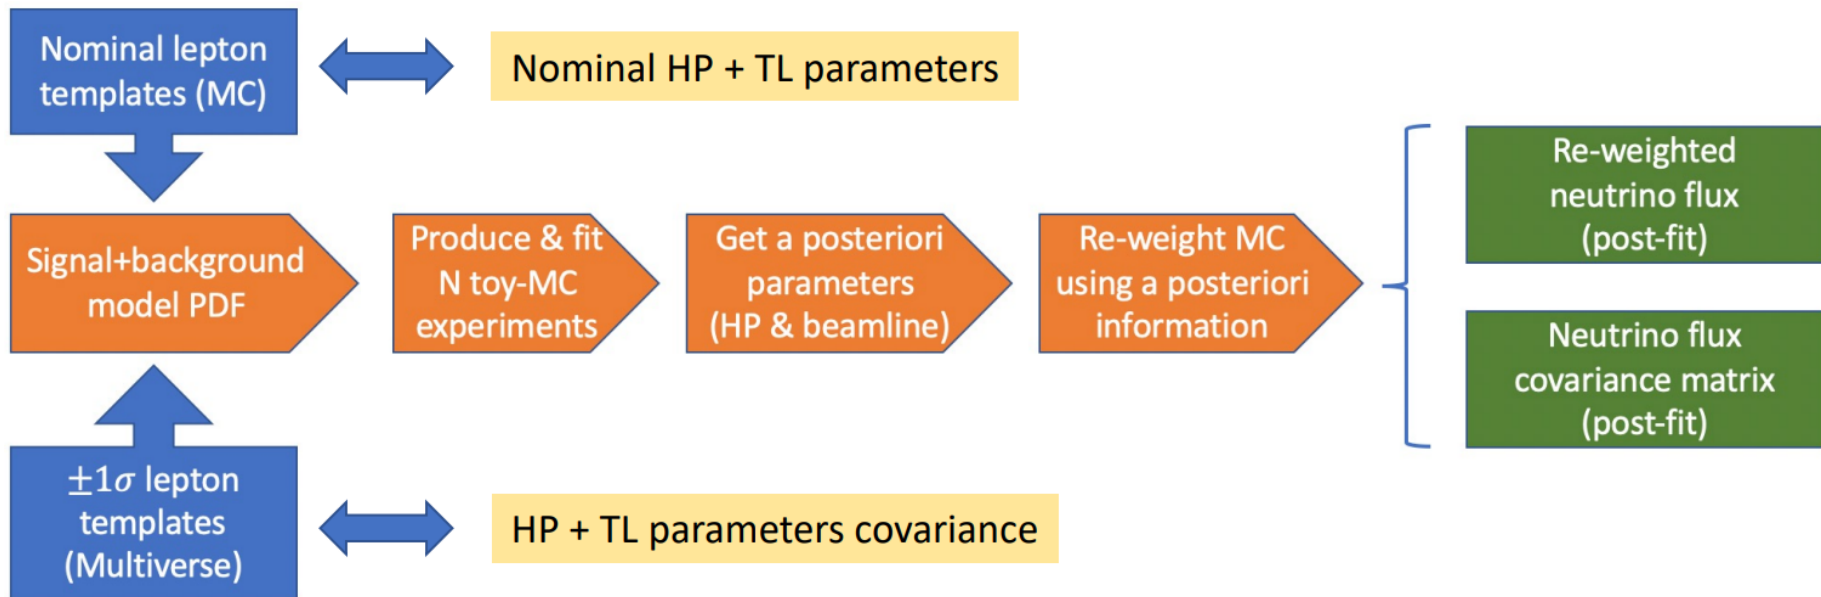 Nominal lepton
templates (MC)
Nominal HP + TL parameters
Signal+background
model PDF
Produce & fit
N toy-MC
experiments
Get a posteriori
parameters
(HP & beamline)
Re-weight MC
using a posteriori
information
Re-weighted
neutrino flux
(post-fit)
Neutrino flux
covariance matrix
(post-fit)
±1σ lepton
templates
(Multiverse)
HP + TL parameters covariance